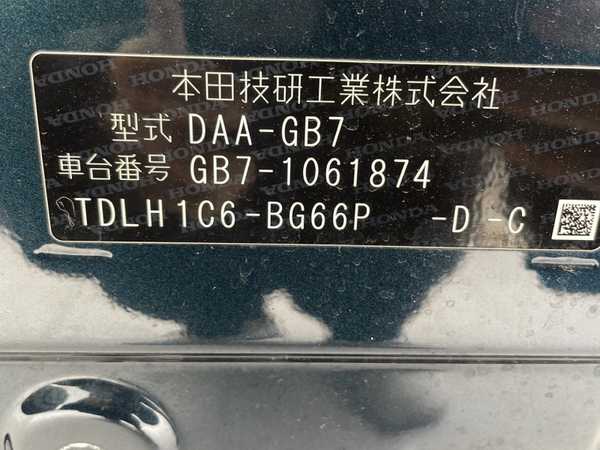 本田技研工業株式会社
型式 DAA-GB7
車台番号 GB7-1061874
TDLH1C6-BG66P -D -C